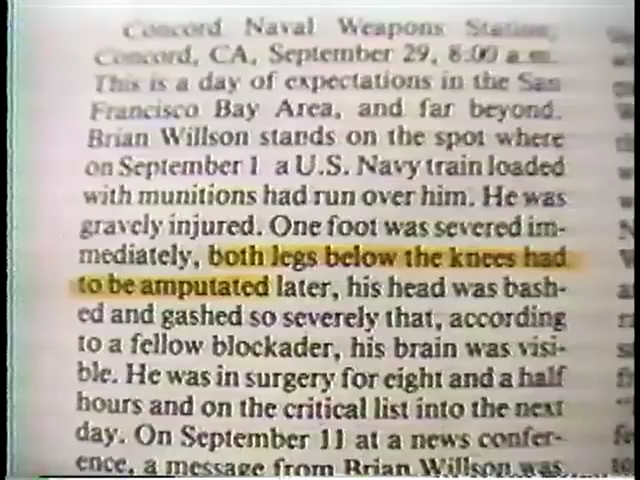 Concord Naval Weapons Station,
Concord, CA, September 29, 8:00 a.m.
This is a day of expectations in the San
Francisco Bay Area, and far beyond.
Brian Willson stands on the spot where
on September 1 a U.S. Navy train loaded
with munitions had run over him. He was
gravely injured. One foot was severed im-
mediately, both legs below the knees had
to be amputated later, his head was bash-
ed and gashed so severely that, according
to a fellow blockader, his brain was visi-
ble. He was in surgery for eight and a half
hours and on the critical list into the next
day. On September 11 at a news confer-
ence, a message from Brian Willson was